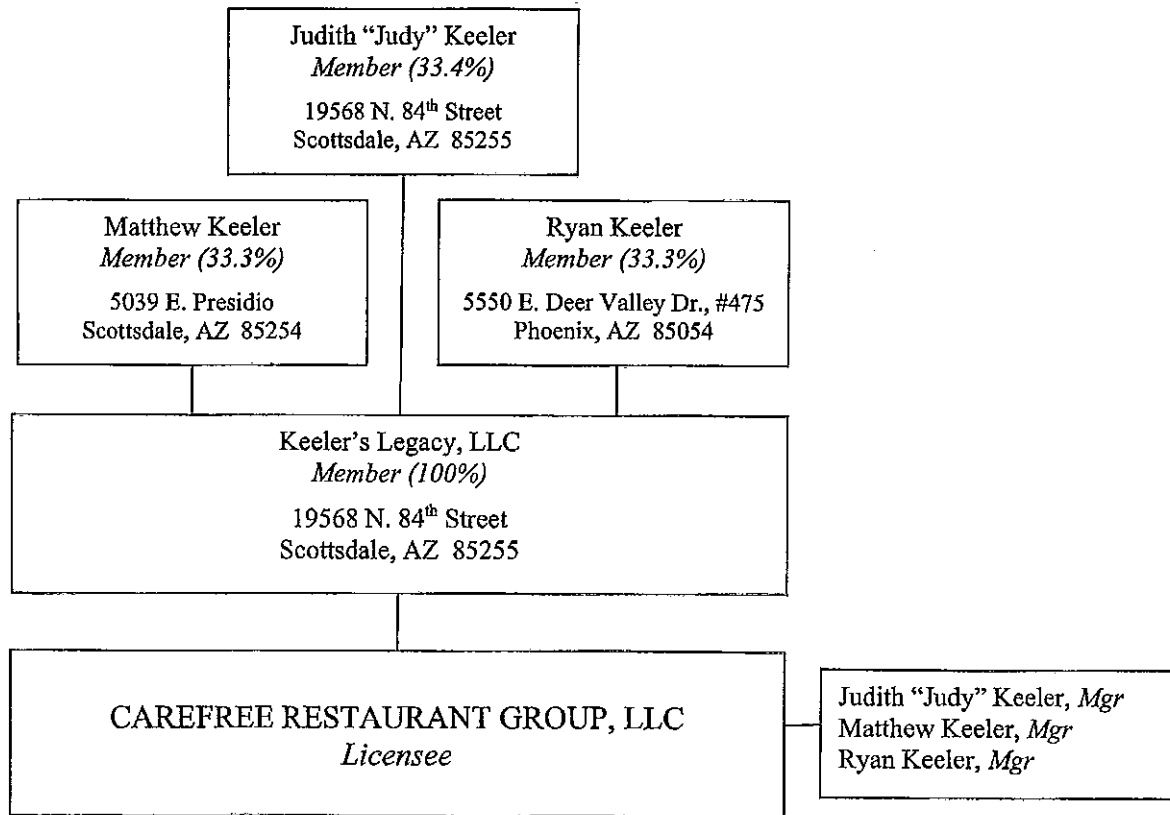 Judith “Judy” Keeler
Member (33.4%)
19568 N. 84th Street
Scottsdale, AZ 85255
Matthew Keeler
Member (33.3%)
5039 E. Presidio
Scottsdale, AZ 85254
Ryan Keeler
Member (33.3%)
5550 E. Deer Valley Dr., #475
Phoenix, AZ 85054
Keeler’s Legacy, LLC
Member (100%)
19568 N. 84th Street
Scottsdale, AZ 85255
CAREFREE RESTAURANT GROUP, LLC
Licensee
Judith “Judy” Keeler, Mgr
Matthew Keeler, Mgr
Ryan Keeler, Mgr